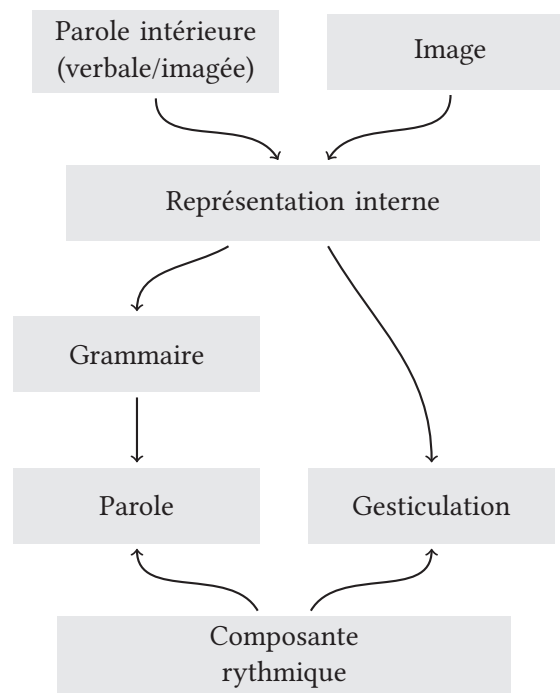 Parole intérieure
(verbale/imagée)
Image
Représentation interne
Grammaire
Parole
Gesticulation
Composante
rythmique